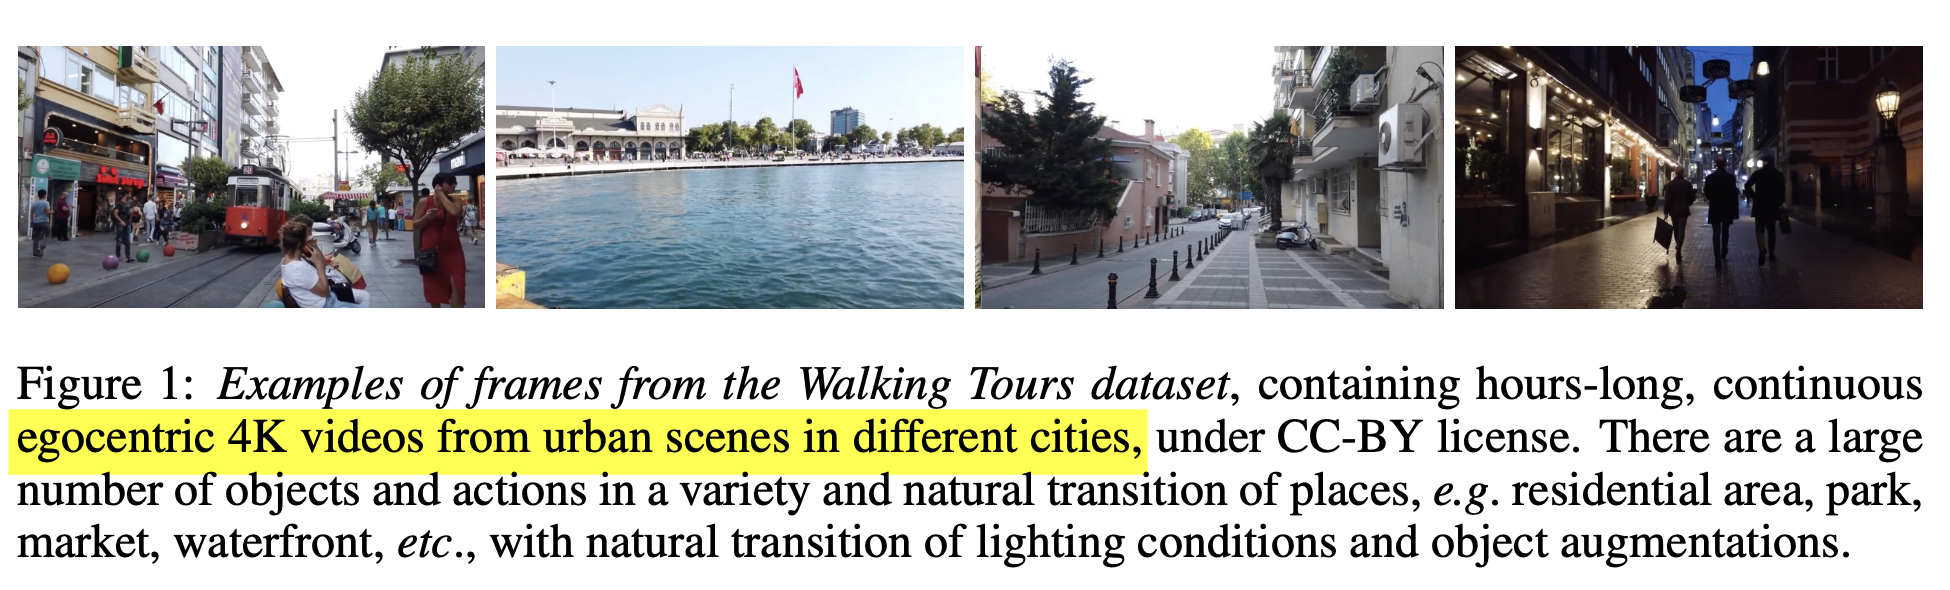 Figure 1: Examples of frames from the Walking Tours dataset, containing hours-long, continuous
egocentric 4K videos from urban scenes in different cities, under CC-BY license. There are a large
number of objects and actions in a variety and natural transition of places, e.g. residential area, park,
market, waterfront, etc., with natural transition of lighting conditions and object augmentations.